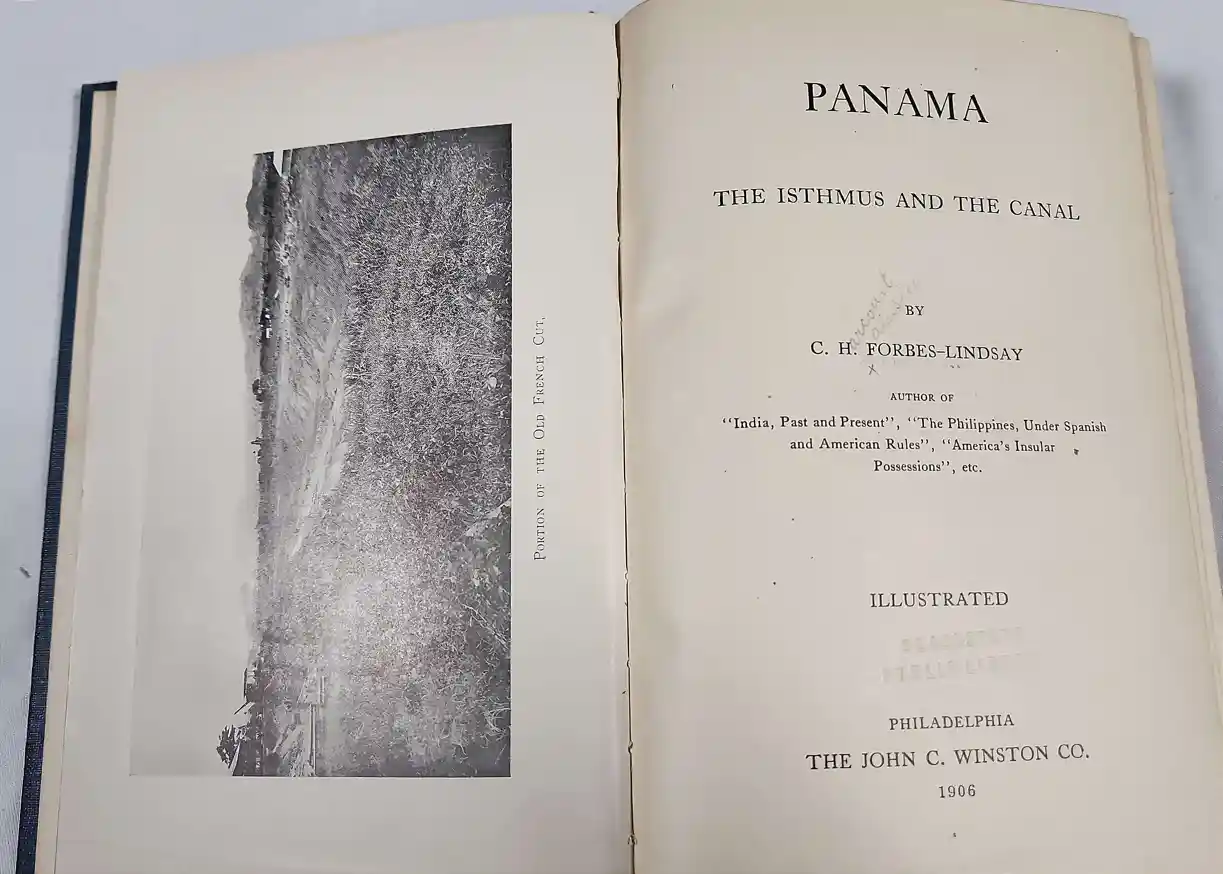 PORTION OF THE OLD FRENCH CUT.
PANAMA
THE ISTHMUS AND THE CANAL
BY
C. H. FORBES-LINDSAY
x
AUTHOR OF
"India, Past and Present", "The Philippines, Under Spanish
and American Rules", "America's Insular
Possessions", etc.
ILLUSTRATED
PHILADELPHIA
THE JOHN C. WINSTON CO.
1906